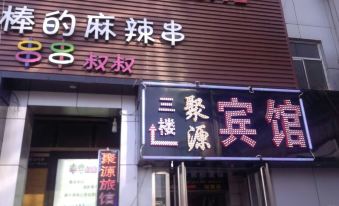 棒的麻辣串
串串叔叔
三楼
聚源
宾馆
聚源旅馆